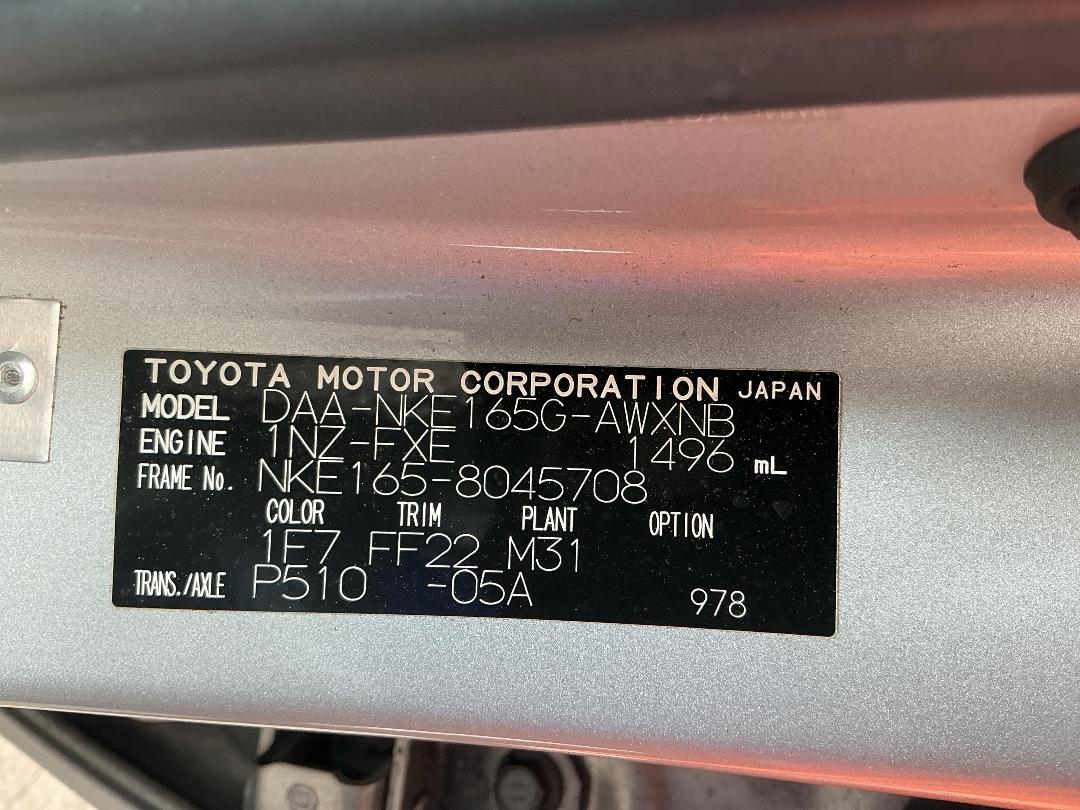 TOYOTA MOTOR CORPORATION JAPAN
MODEL DAA-NKE165G-AWXNB
ENGINE 1NZ-FXE 1496 mL
FRAME No. NKE165-8045708
COLOR TRIM PLANT OPTION
1E7 FF22 M31
TRANS./AXLE P510 -05A 978